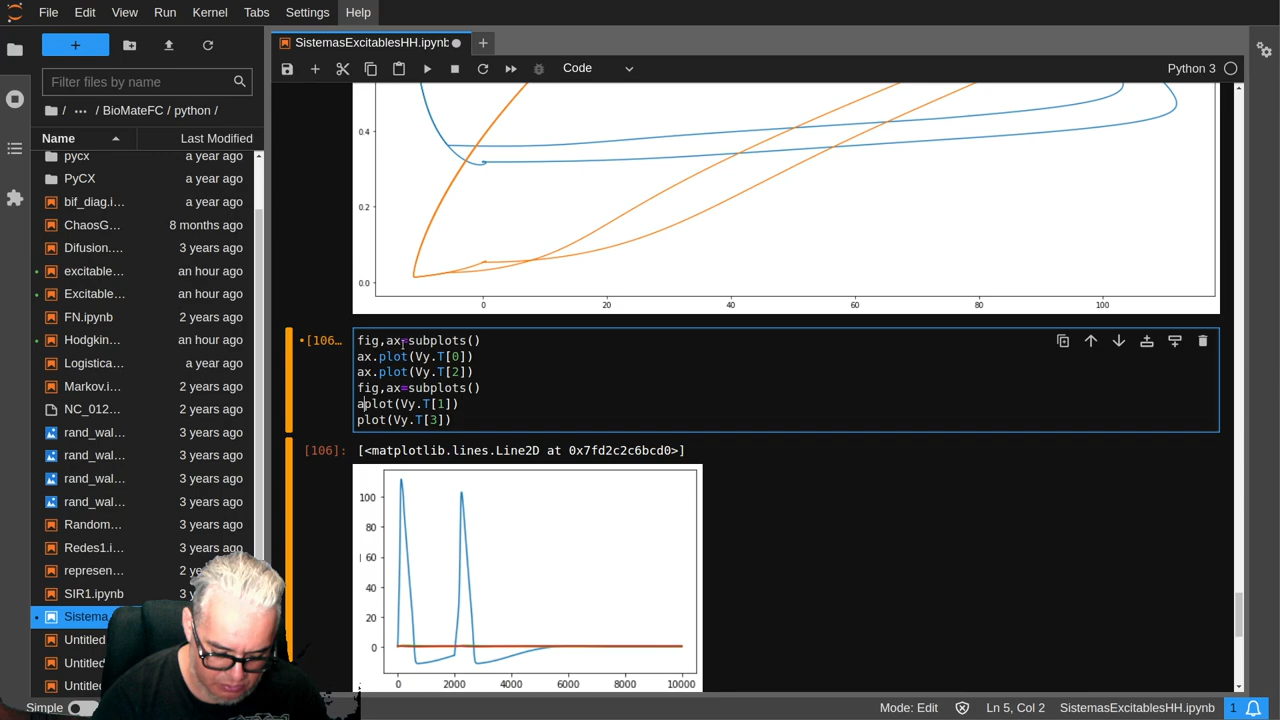 File Edit View Run Kernel Tabs Settings Help
SistemasExcitablesHH.ipynb
Filter files by name
Code
Python 3
/ ... / BioMateFC / python /
Name Last Modified
pycx a year ago
PyCX a year ago
bif_diag.i... a year ago
ChaosG... 8 months ago
Difusion.... 3 years ago
excitable... an hour ago
Excitable... an hour ago
FN.ipynb 3 years ago
Hodgkin... an hour ago
Logistica... a year ago
Markov.i... 2 years ago
NC_012... 2 years ago
rand_wal... 3 years ago
rand_wal... 3 years ago
rand_wal... 3 years ago
rand_wal... 3 years ago
Random... 3 years ago
Redes1.i... 3 years ago
represen...
SIR1.ipynb
Sistema
Untitled
Untitled
Untitled
0.4
0.2
0.0
0 20 40 60 80 100
[106...
fig,ax=subplots()
ax.plot(Vy.T[0])
ax.plot(Vy.T[2])
fig,ax=subplots()
aplot(Vy.T[1])
plot(Vy.T[3])
[106]: [<matplotlib.lines.Line2D at 0x7fd2c2c6bcd0>]
100
80
60
40
20
0
0 2000 4000 6000 8000 10000
Simple
Mode: Edit Ln 5, Col 2 SistemasExcitablesHH.ipynb 1